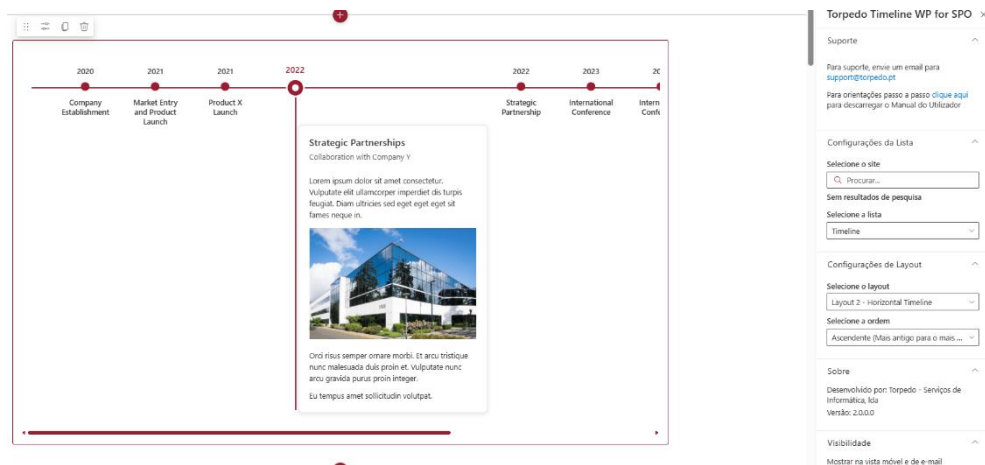 Torpedo Timeline WP for SPO
2020
2021
2021
2022
2022
2023
20
Company
Establishment
Market Entry
and Product
Launch
Product X
Launch
Strategic
Partnership
International
Conference
Intern
Confe
Strategic Partnerships
Collaboration with Company Y
Lorem ipsum dolor sit amet consectetur.
Vulputate elit ullamcorper imperdiet dis turpis
feugiat. Diam ultricies sed eget eget eget sit
fames neque in.
Orci risus semper ornare morbi. Et arcu tristique
nunc malesuada duis proin et. Vulputate nunc
arcu gravida purus proin integer.
Eu tempus amet sollicitudin volutpat.
Suporte
Para suporte, envie um email para
support@torpedo.pt
Para orientações passo a passo clique aqui
para descarregar o Manual do Utilizador
Configurações da Lista
Selecione o site
Procurar...
Sem resultados de pesquisa
Selecione a lista
Timeline
Configurações de Layout
Selecione o layout
Layout 2 - Horizontal Timeline
Selecione a ordem
Ascendente (Mais antigo para o mais ...
Sobre
Desenvolvido por: Torpedo - Serviços de
Informática, lda
Versão: 2.0.0.0
Visibilidade
Mostrar na vista móvel e de e-mail